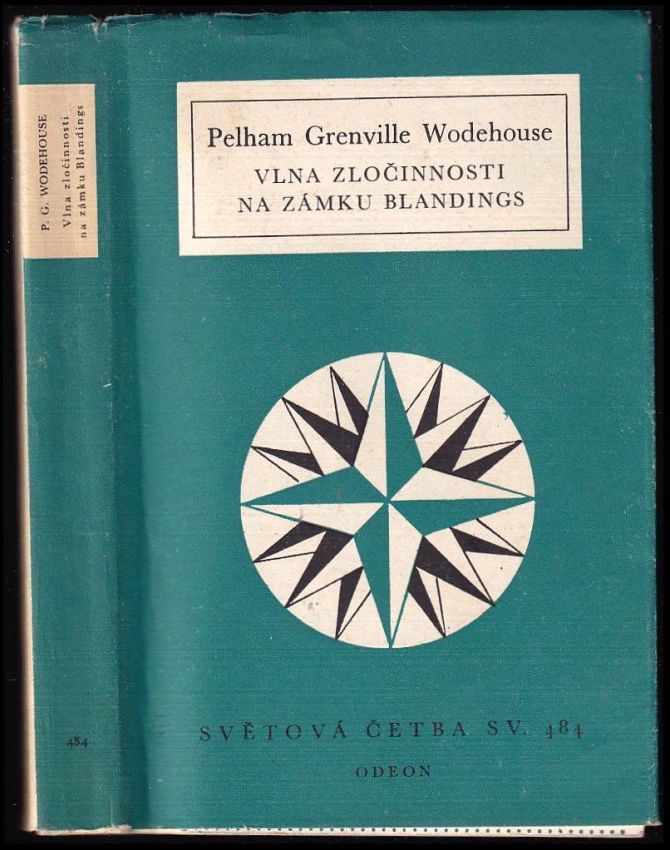 P. G. WODEHOUSE
Vlna zločinnosti
na zámku Blandings
484
Pelham Grenville Wodehouse
VLNA ZLOČINNOSTI
NA ZÁMKU BLANDINGS
SVĚTOVÁ ČETBA SV. 484
ODEON